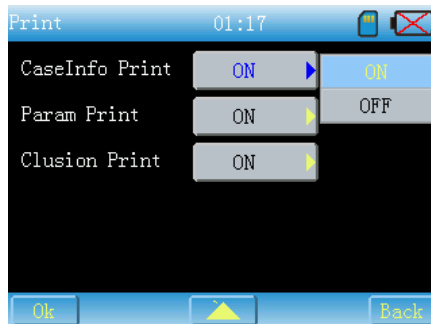 Print 01:17
CaseInfo Print ON ON
Param Print ON OFF
Clusion Print ON
Ok Back